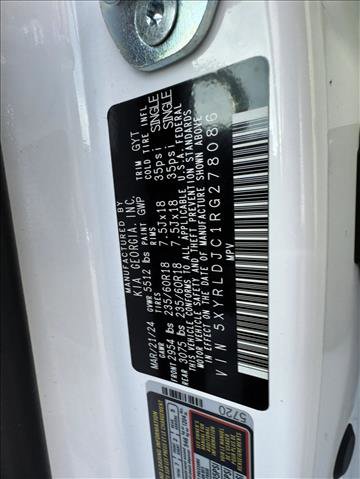 MANUFACTURED BY
KIA GEORGIA, INC.
MAR/21/24 GVWR 5512 lbs PAINT GWP TRIM GYT
GAWR TIRES RIMS COLD TIRE INFL
FRONT 2954 lbs 235/60R18 7.5JX18 35psi SINGLE
REAR 3075 lbs 235/60R18 7.5JX18 35psi SINGLE
THIS VEHICLE CONFORMS TO ALL APPLICABLE U.S.A. FEDERAL
MOTOR VEHICLE SAFETY AND THEFT PREVENTION STANDARDS
IN EFFECT ON THE DATE OF MANUFACTURE SHOWN ABOVE
VIN 5XYRLDJC1RG278086
MPV
5720